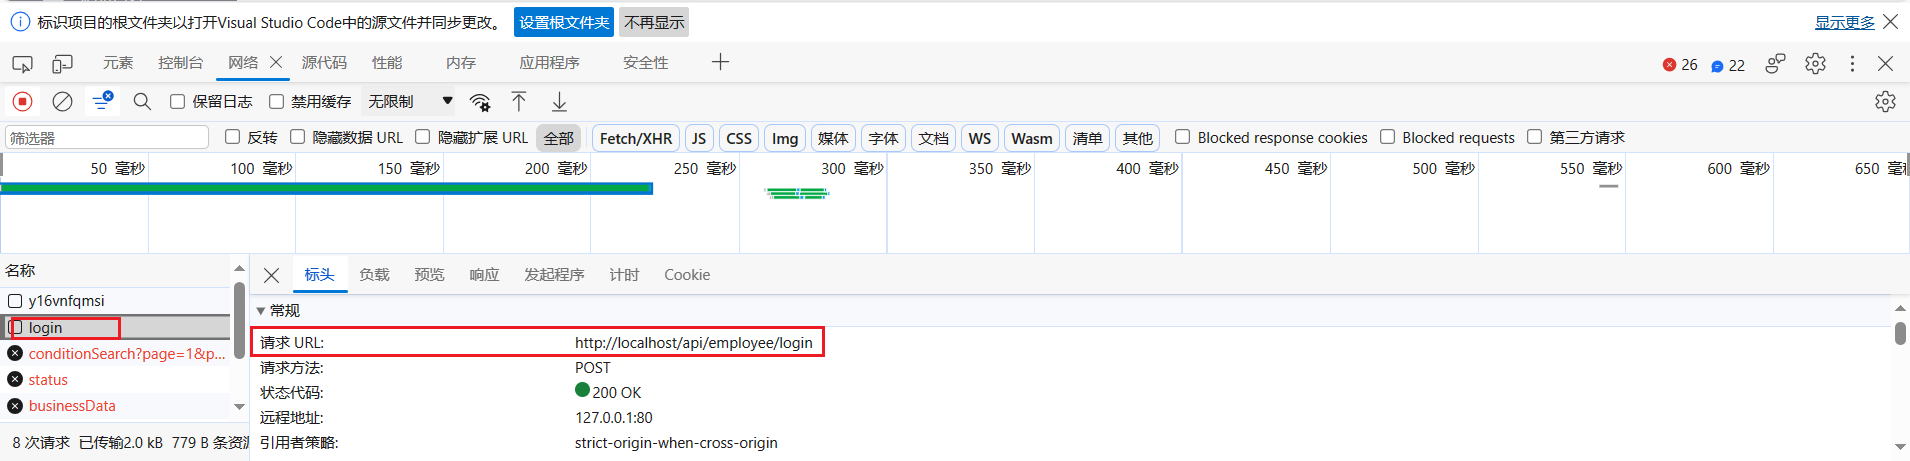 标识项目的根文件夹以打开Visual Studio Code中的源文件并同步更改。 设置根文件夹 不再显示 显示更多
元素 控制台 网络 源代码 性能 内存 应用程序 安全性 26 22
保留日志 禁用缓存 无限制
筛选器 反转 隐藏数据 URL 隐藏扩展 URL 全部 Fetch/XHR JS CSS Img 媒体 字体 文档 WS Wasm 清单 其他 Blocked response cookies Blocked requests 第三方请求
50 毫秒 100 毫秒 150 毫秒 200 毫秒 250 毫秒 300 毫秒 350 毫秒 400 毫秒 450 毫秒 500 毫秒 550 毫秒 600 毫秒 650 毫
名称 标头 负载 预览 响应 发起程序 计时 Cookie
y16vnfqmsi
login
conditionSearch?page=1&p...
status
businessData
8 次请求 已传输2.0 kB 779 B 条资源
常规
请求 URL: http://localhost/api/employee/login
请求方法: POST
状态代码: 200 OK
远程地址: 127.0.0.1:80
引用者策略: strict-origin-when-cross-origin